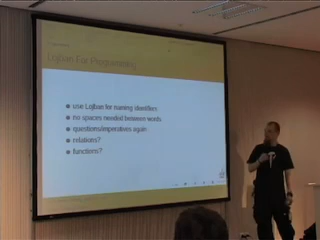 Lojban For Programming
use Lojban for naming identifiers
no spaces needed between words
questions/imperatives again
relations?
functions?